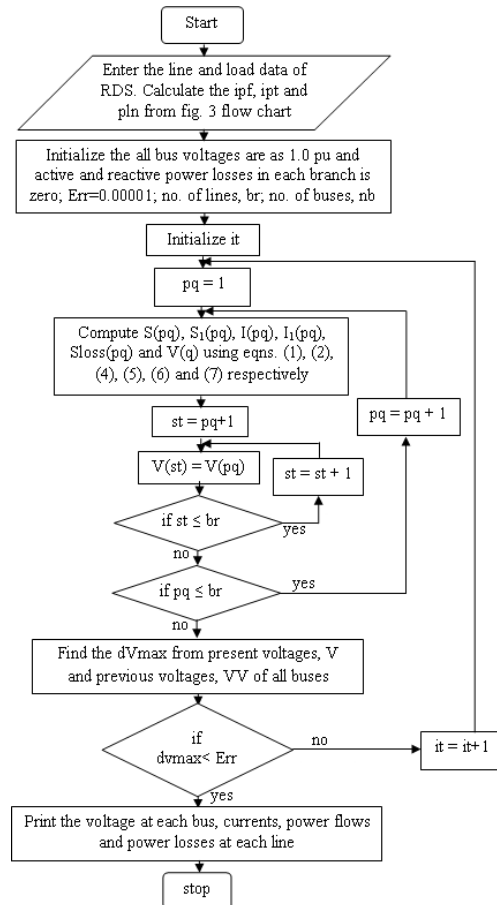 Start
Enter the line and load data of
RDS. Calculate the ipf, ipt and
pln from fig. 3 flow chart
Initialize the all bus voltages are as 1.0 pu and
active and reactive power losses in each branch is
zero; Err=0.00001; no. of lines, br; no. of buses, nb
Initialize it
pq = 1
Compute S(pq), S₁(pq), I(pq), I₁(pq),
Sloss(pq) and V(q) using eqns. (1), (2),
(4), (5), (6) and (7) respectively
pq = pq + 1
st = pq+1
V(st) = V(pq)
st = st + 1
if st ≤ br
yes
no
if pq ≤ br
yes
no
Find the dVmax from present voltages, V
and previous voltages, VV of all buses
if
dvmax< Err
no
it = it+1
yes
Print the voltage at each bus, currents, power flows
and power losses at each line
stop